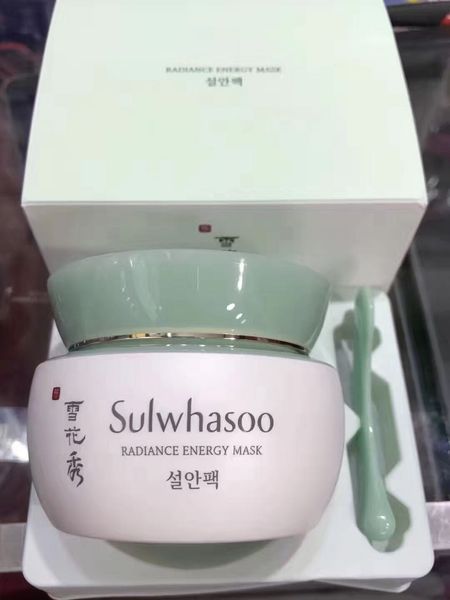 RADIANCE ENERGY MASK
설안팩
雪花秀
Sulwhasoo
RADIANCE ENERGY MASK
설안팩